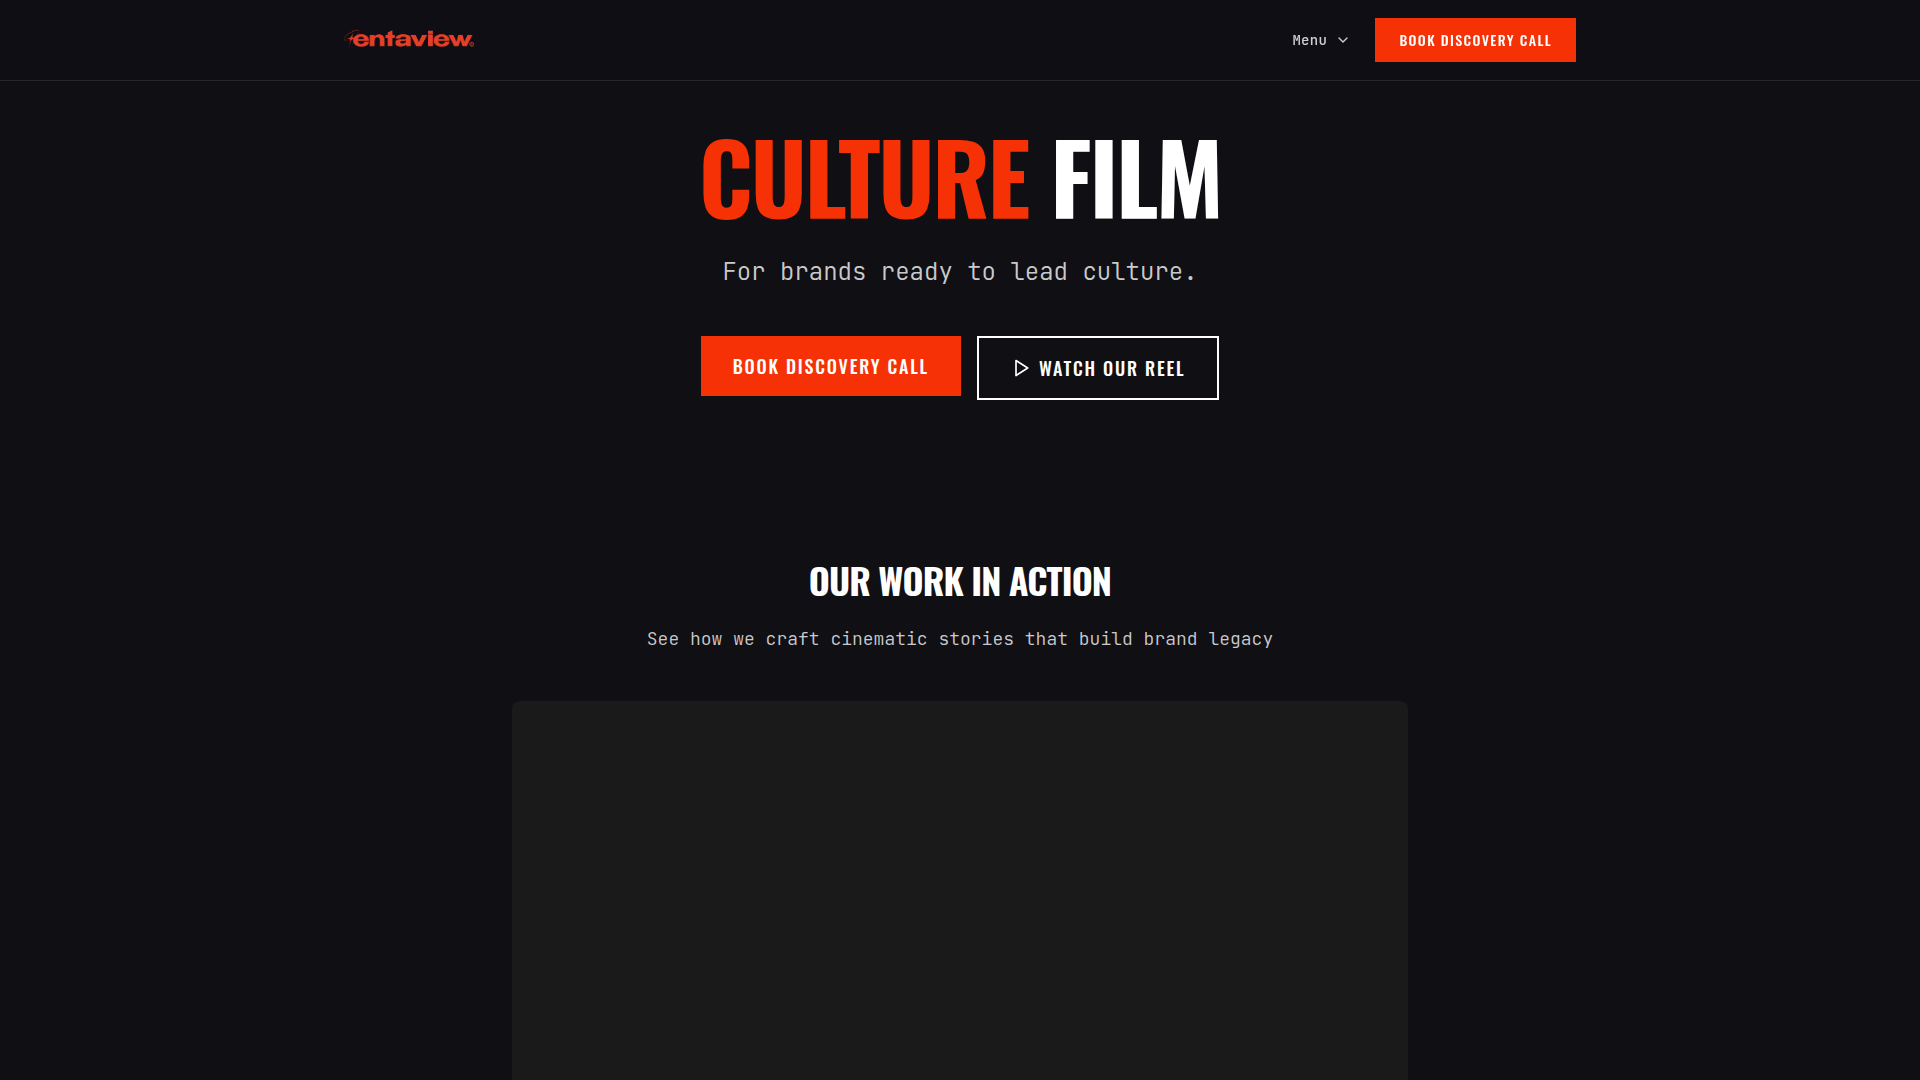 entaview®
Menu
BOOK DISCOVERY CALL
CULTURE FILM
For brands ready to lead culture.
BOOK DISCOVERY CALL
WATCH OUR REEL
OUR WORK IN ACTION
See how we craft cinematic stories that build brand legacy